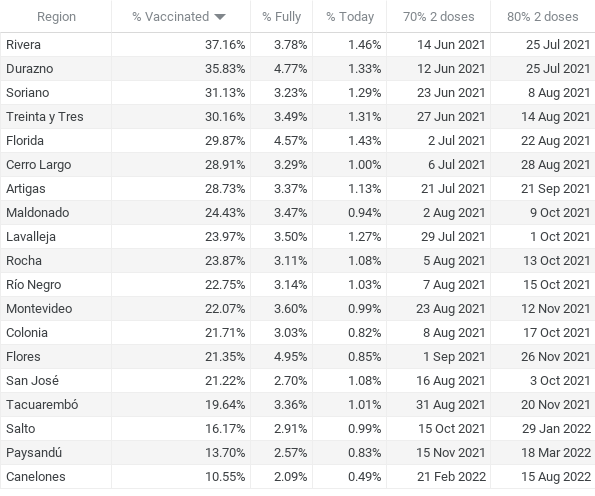 Region % Vaccinated % Fully % Today 70% 2 doses 80% 2 doses
Rivera 37.16% 3.78% 1.46% 14 Jun 2021 25 Jul 2021
Durazno 35.83% 4.77% 1.33% 12 Jun 2021 25 Jul 2021
Soriano 31.13% 3.23% 1.29% 23 Jun 2021 8 Aug 2021
Treinta y Tres 30.16% 3.49% 1.31% 27 Jun 2021 14 Aug 2021
Florida 29.87% 4.57% 1.43% 2 Jul 2021 22 Aug 2021
Cerro Largo 28.91% 3.29% 1.00% 6 Jul 2021 28 Aug 2021
Artigas 28.73% 3.37% 1.13% 21 Jul 2021 21 Sep 2021
Maldonado 24.43% 3.47% 0.94% 2 Aug 2021 9 Oct 2021
Lavalleja 23.97% 3.50% 1.27% 29 Jul 2021 1 Oct 2021
Rocha 23.87% 3.11% 1.08% 5 Aug 2021 13 Oct 2021
Río Negro 22.75% 3.14% 1.03% 7 Aug 2021 15 Oct 2021
Montevideo 22.07% 3.60% 0.99% 23 Aug 2021 12 Nov 2021
Colonia 21.71% 3.03% 0.82% 8 Aug 2021 17 Oct 2021
Flores 21.35% 4.95% 0.85% 1 Sep 2021 26 Nov 2021
San José 21.22% 2.70% 1.08% 16 Aug 2021 3 Oct 2021
Tacuarembó 19.64% 3.36% 1.01% 31 Aug 2021 20 Nov 2021
Salto 16.17% 2.91% 0.99% 15 Oct 2021 29 Jan 2022
Paysandú 13.70% 2.57% 0.83% 15 Nov 2021 18 Mar 2022
Canelones 10.55% 2.09% 0.49% 21 Feb 2022 15 Aug 2022